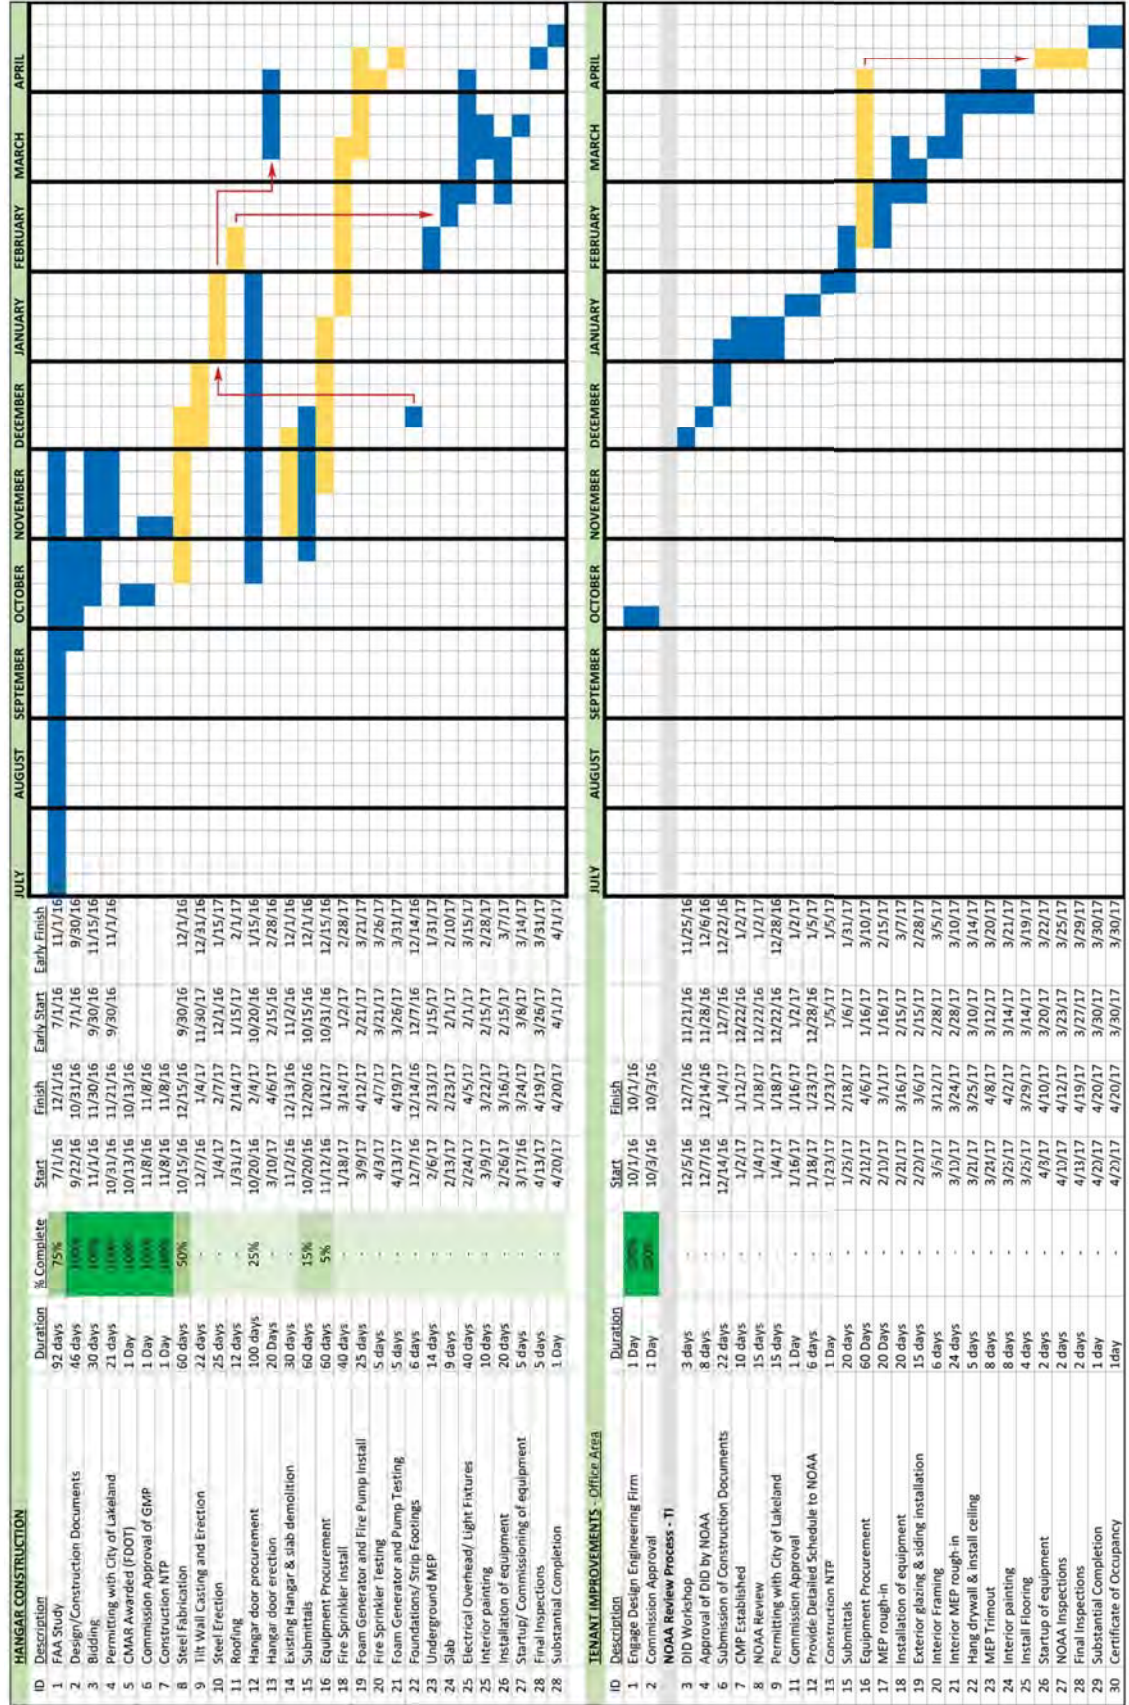 HANGAR CONSTRUCTION JULY AUGUST SEPTEMBER OCTOBER NOVEMBER DECEMBER JANUARY FEBRUARY MARCH APRIL
ID Description Duration % Complete Start Finish Early Start Early Finish
1 FAA Study 92 days 75% 7/1/16 12/1/16 7/1/16 11/1/16
2 Design/Construction Documents 46 days 100% 9/22/16 10/31/16 7/1/16 9/30/16
3 Bidding 30 days 100% 11/1/16 11/30/16 9/30/16 11/15/16
4 Permitting with City of Lakeland 21 days 100% 10/31/16 11/21/16 9/30/16 11/1/16
5 CMAR Awarded (FDOT) 1 Day 100% 10/13/16 10/13/16
6 Commission Approval of GMP 1 Day 100% 11/8/16 11/8/16
7 Construction NTP 1 Day 100% 11/8/16 11/8/16
8 Steel Fabrication 60 days 50% 10/15/16 12/15/16 9/30/16 12/1/16
9 Tilt Wall Casting and Erection 22 days - 12/7/16 1/4/17 11/30/17 12/31/16
10 Steel Erection 25 days - 1/4/17 2/7/17 12/1/16 1/15/17
11 Roofing 12 days - 1/31/17 2/14/17 1/15/17 2/1/17
12 Hangar door procurement 100 days 25% 10/20/16 2/4/17 10/20/16 1/15/16
13 Hangar door erection 20 Days - 3/10/17 4/6/17 2/15/16 2/28/16
14 Existing Hangar & slab demolition 30 days - 11/2/16 12/13/16 11/2/16 12/1/16
15 Submittals 60 days 15% 10/20/16 12/20/16 10/15/16 12/1/16
16 Equipment Procurement 60 days 5% 11/12/16 1/12/17 10/31/16 12/15/16
18 Fire Sprinkler Install 40 days - 1/18/17 3/14/17 1/2/17 2/28/17
19 Foam Generator and Fire Pump Install 25 days - 3/9/17 4/12/17 2/21/17 3/21/17
20 Fire Sprinkler Testing 5 days - 4/3/17 4/7/17 3/21/17 3/26/17
21 Foam Generator and Pump Testing 5 days - 4/13/17 4/19/17 3/26/17 3/31/17
22 Foundations/ Strip Footings 6 days - 12/7/16 12/14/16 12/7/16 12/14/16
23 Underground MEP 14 days - 2/6/17 2/13/17 1/15/17 1/31/17
24 Slab 9 days - 2/13/17 2/23/17 2/1/17 2/10/17
25 Electrical Overhead/ Light Fixtures 40 days - 2/24/17 4/5/17 2/1/17 3/15/17
25 Interior painting 10 days - 3/9/17 3/22/17 2/15/17 2/28/17
26 Installation of equipment 20 days - 2/26/17 3/16/17 2/15/17 3/7/17
27 Startup/ Commissioning of equipment 5 days - 3/17/16 3/24/17 3/8/17 3/14/17
28 Final Inspections 5 days - 4/13/17 4/19/17 3/26/17 3/31/17
28 Substantial Completion 1 Day - 4/20/17 4/20/17 4/1/17
TENANT IMPROVEMENTS - Office Area JULY AUGUST SEPTEMBER OCTOBER NOVEMBER DECEMBER JANUARY FEBRUARY MARCH APRIL
ID Description Duration Start Finish
1 Engage Design Engineering Firm 1 Day 100% 10/1/16 10/1/16
2 Commission Approval 1 Day 100% 10/3/16 10/3/16
NOAA Review Process - TI
3 DID Workshop 3 days - 12/5/16 12/7/16 11/21/16 11/25/16
4 Approval of DID by NOAA 8 days - 12/7/16 12/14/16 11/28/16 12/6/16
6 Submission of Construction Documents 22 days - 12/14/16 1/4/17 12/7/16 12/22/16
7 CMP Established 10 days - 1/2/17 1/12/17 12/22/16 1/2/17
8 NOAA Review 15 days - 1/4/17 1/18/17 12/22/16 1/2/17
9 Permitting with City of Lakeland 15 days - 1/4/17 1/18/17 12/22/16 12/28/16
11 Commission Approval 1 Day - 1/16/17 1/16/17 1/2/17 1/2/17
12 Provide Detailed Schedule to NOAA 6 days - 1/18/17 1/23/17 12/28/16 1/5/17
13 Construction NTP 1 Day - 1/23/17 1/23/17 1/5/17 1/5/17
15 Submittals 20 days - 1/25/17 2/18/17 1/6/17 1/31/17
16 Equipment Procurement 60 Days - 2/12/17 4/6/17 1/16/17 3/10/17
17 MEP rough-in 20 Days - 2/10/17 3/1/17 1/16/17 2/15/17
18 Installation of equipment 20 days - 2/21/17 3/16/17 2/15/17 3/7/17
19 Exterior glazing & siding installation 15 days - 2/20/17 3/6/17 2/15/17 2/28/17
20 Interior Framing 6 days - 3/5/17 3/12/17 2/28/17 3/5/17
21 Interior MEP rough-in 24 days - 3/10/17 3/24/17 2/28/17 3/10/17
22 Hang drywall & install ceiling 5 days - 3/21/17 3/25/17 3/10/17 3/14/17
23 MEP Trimout 8 days - 3/24/17 4/8/17 3/12/17 3/20/17
24 Interior painting 8 days - 3/25/17 4/2/17 3/14/17 3/21/17
25 Install Flooring 4 days - 3/25/17 3/29/17 3/14/17 3/19/17
26 Startup of equipment 2 days - 4/3/17 4/10/17 3/20/17 3/22/17
27 NOAA Inspections 2 days - 4/10/17 4/12/17 3/23/17 3/25/17
28 Final Inspections 2 days - 4/13/17 4/19/17 3/27/17 3/29/17
29 Substantial Completion 1 day - 4/20/17 4/20/17 3/30/17 3/30/17
30 Certificate of Occupancy 1day - 4/20/17 4/20/17 3/30/17 3/30/17